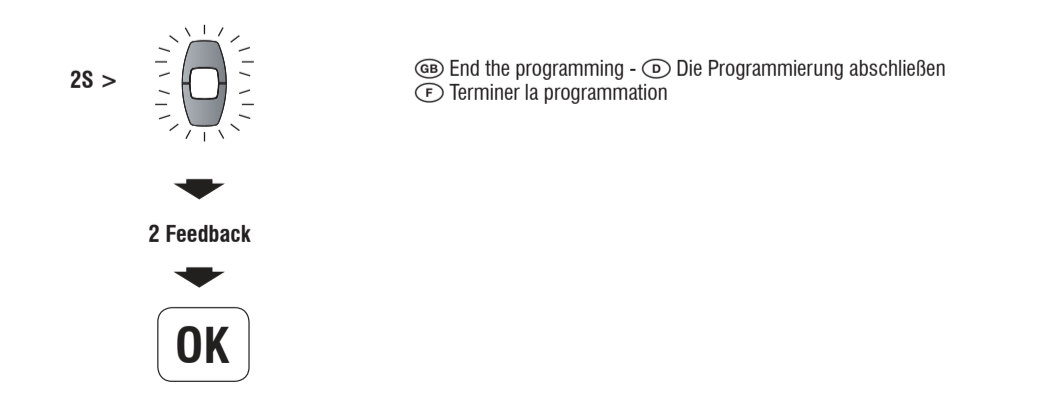 2S >
GB End the programming - D Die Programmierung abschließen
F Terminer la programmation
2 Feedback
OK